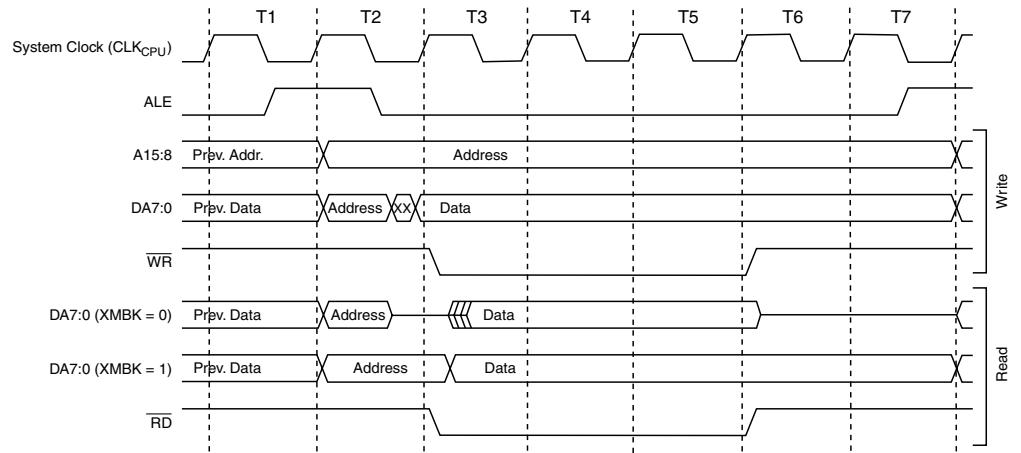 T1 T2 T3 T4 T5 T6 T7
System Clock (CLKCPU)
ALE
A15:8 Prev. Addr. Address
DA7:0 Prev. Data Address XX Data
WR
Write
DA7:0 (XMBK = 0) Prev. Data Address Data
DA7:0 (XMBK = 1) Prev. Data Address Data
RD
Read